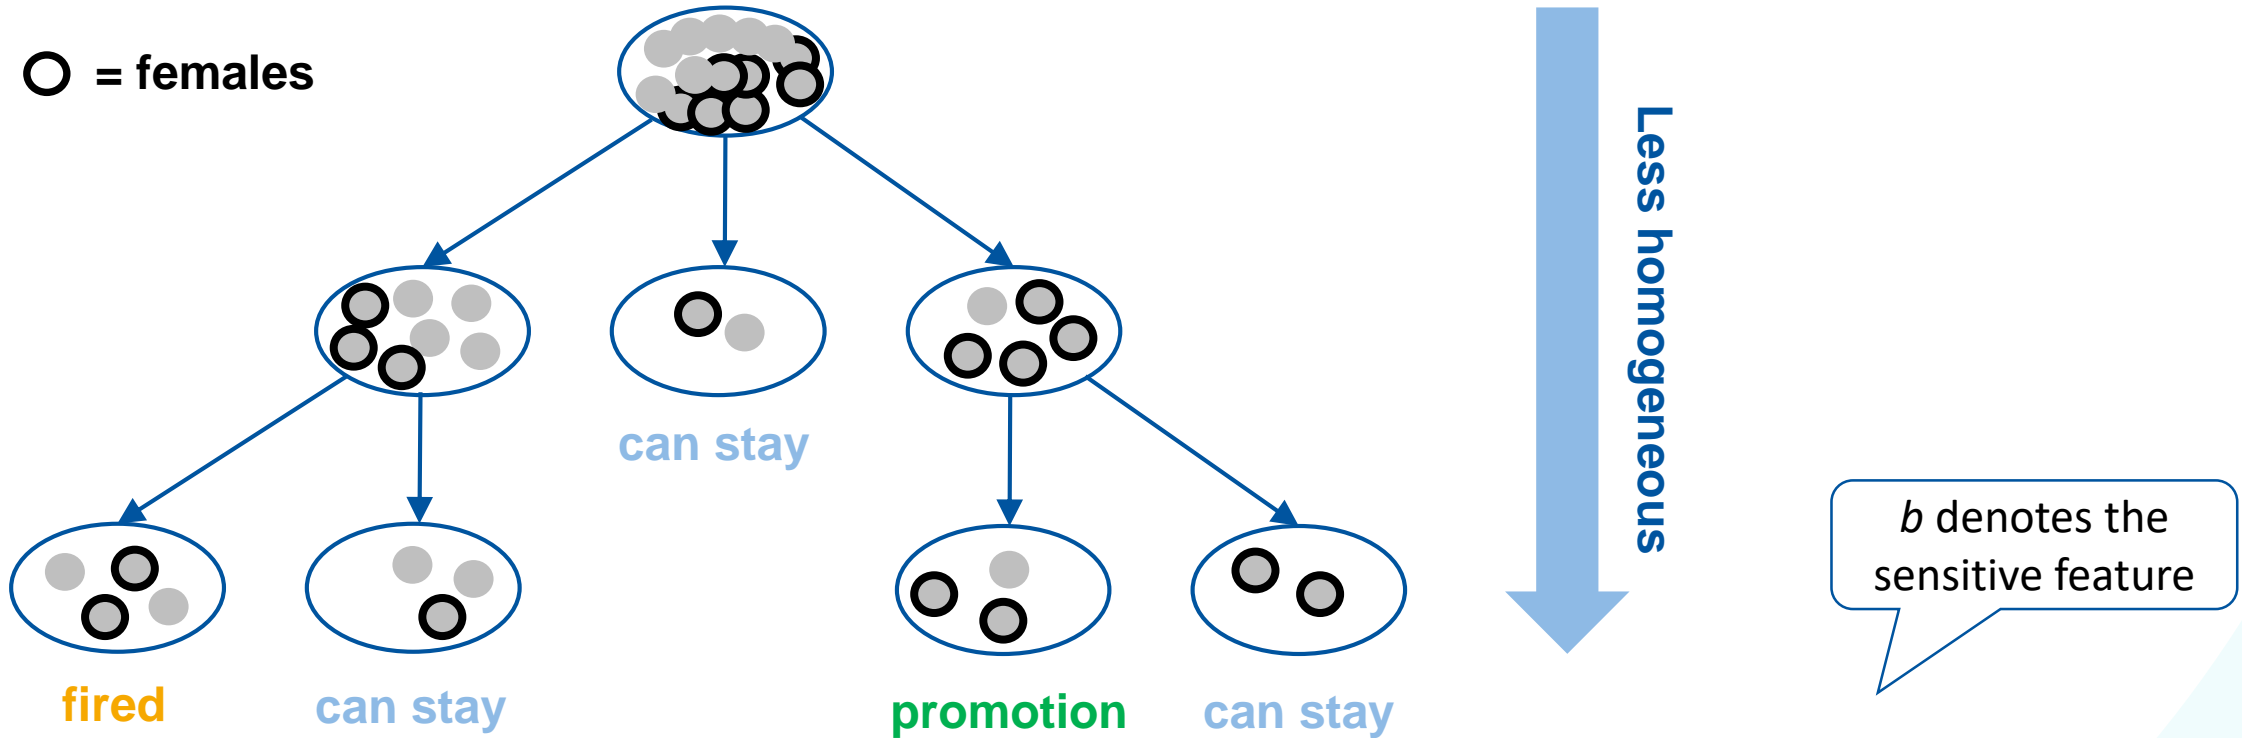 = females
Less homogeneous
can stay
b denotes the
sensitive feature
fired
can stay
promotion
can stay